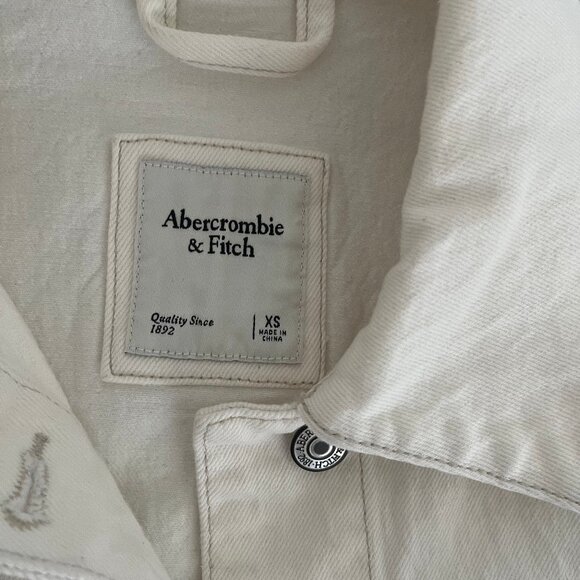 Abercrombie
& Fitch
Quality Since
1892
XS
MADE IN
CHINA